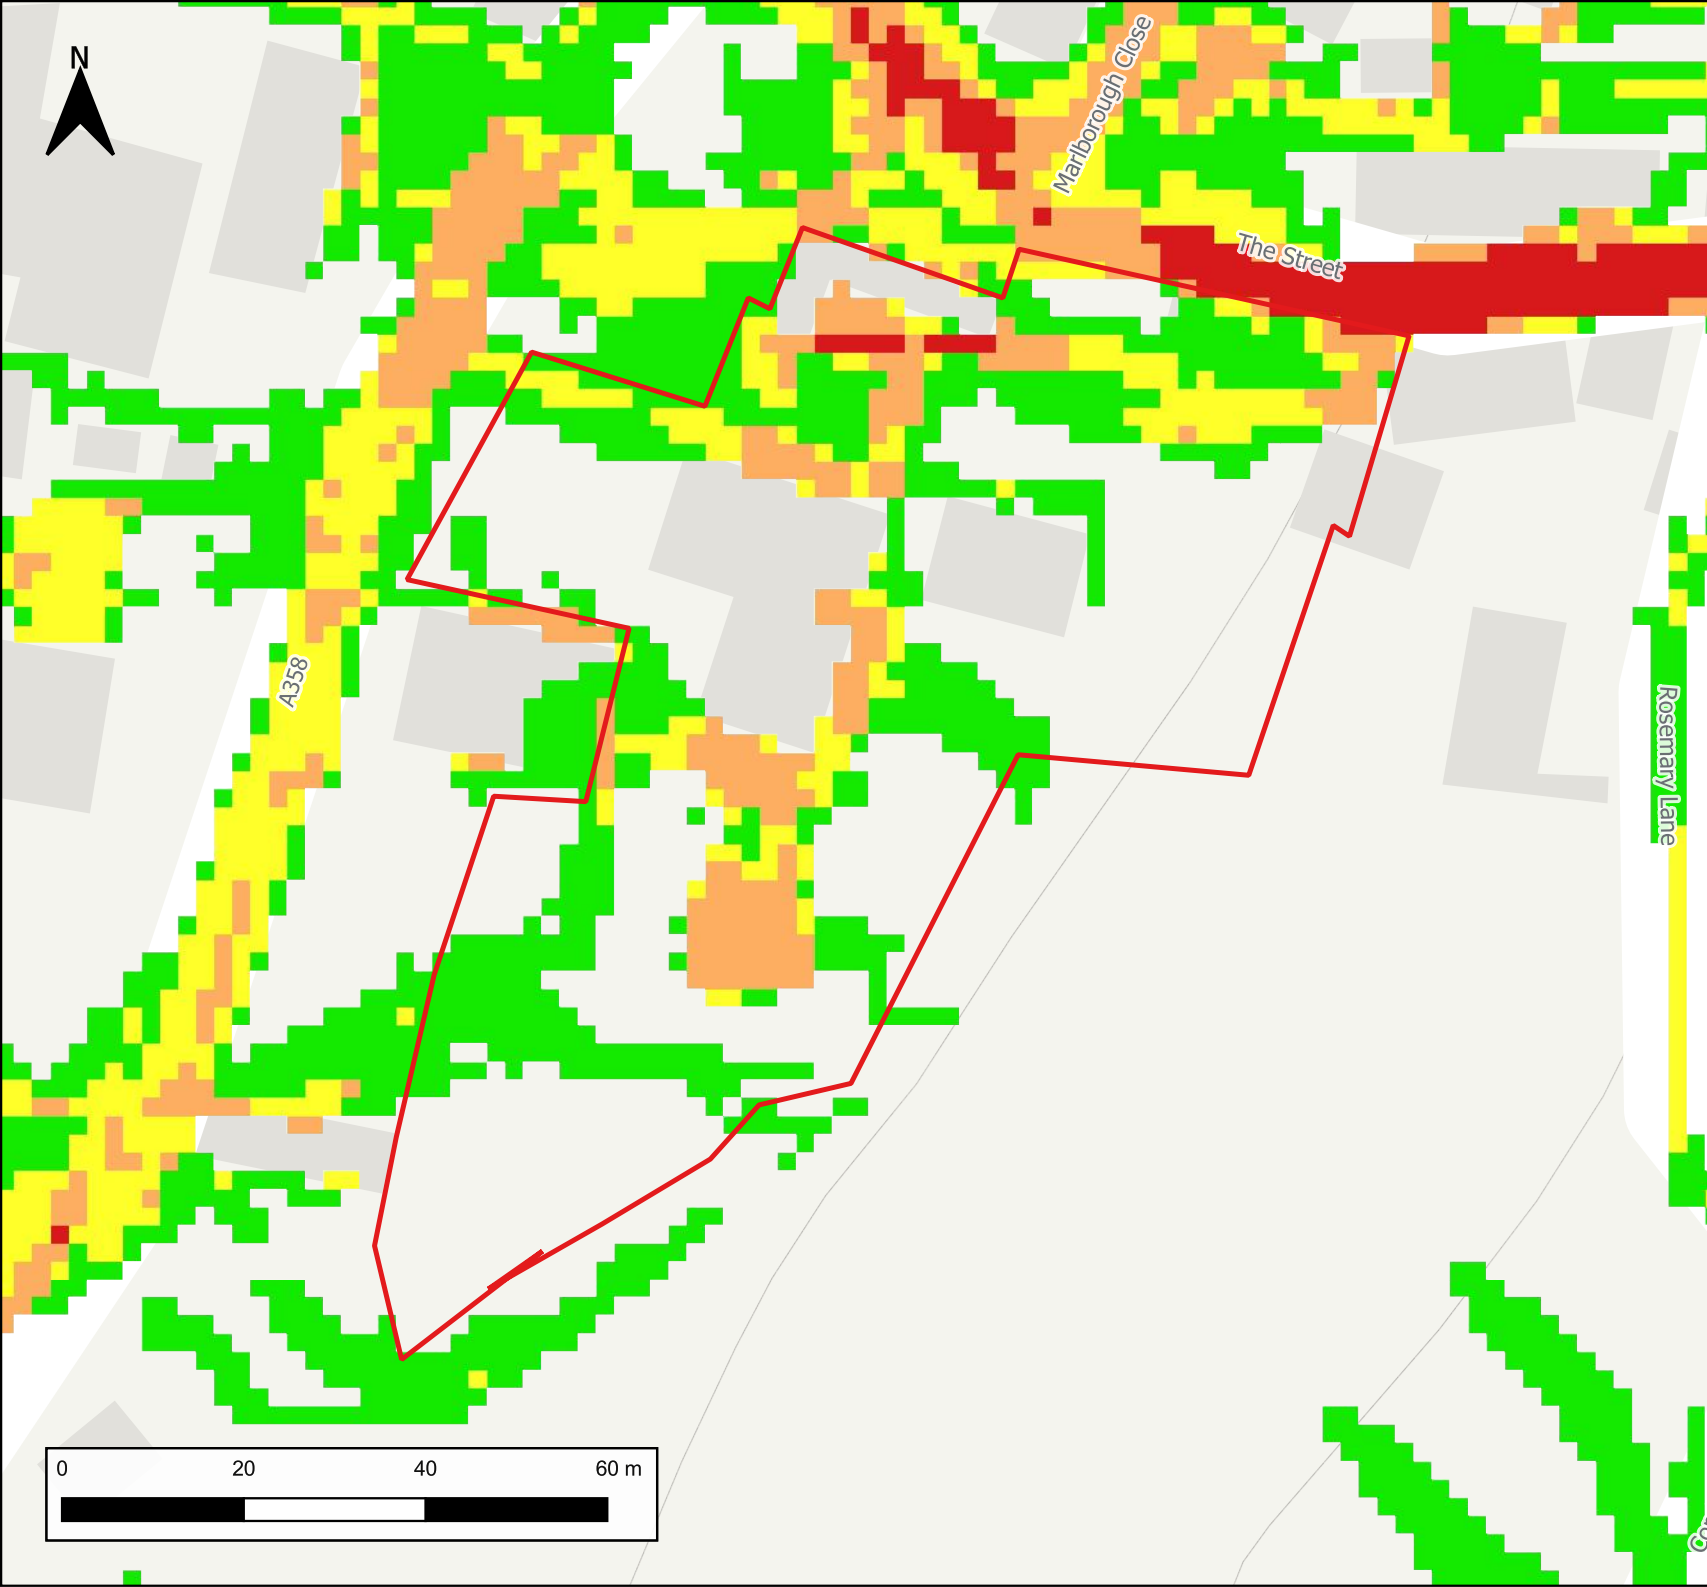 N
Marlborough Close
The Street
A358
Rosemary Lane
0 20 40 60 m